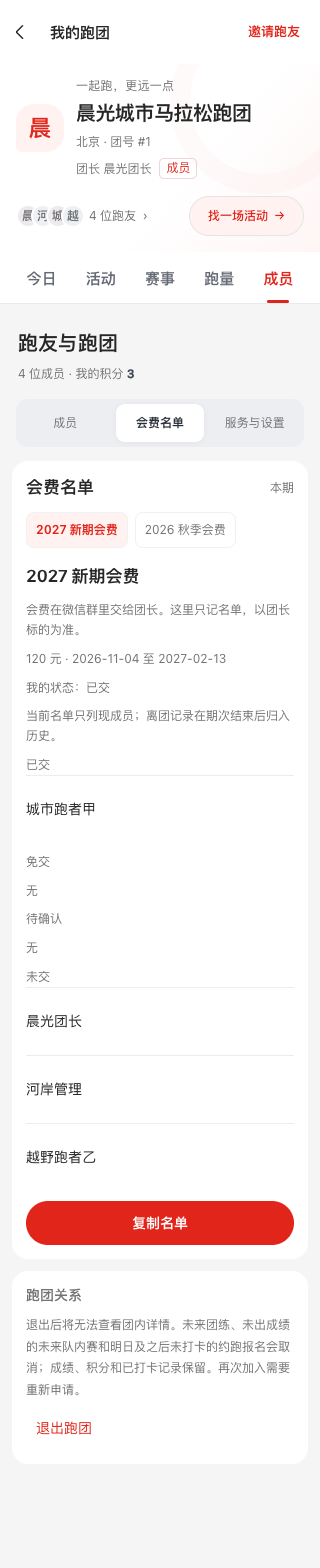 我的跑团
邀请跑友
一起跑，更远一点
晨
晨光城市马拉松跑团
北京 · 团号 #1
团长 晨光团长
成员
河
城
越
4 位跑友 ›
找一场活动 →
今日
活动
赛事
跑量
成员
跑友与跑团
4 位成员 · 我的积分 3
成员
会费名单
服务与设置
会费名单
本期
2027 新期会费
2026 秋季会费
2027 新期会费
会费在微信群里交给团长。这里只记名单，以团长
标的为准。
120 元 · 2026-11-04 至 2027-02-13
我的状态：已交
当前名单只列现成员；离团记录在期次结束后归入
历史。
已交
城市跑者甲
免交
无
待确认
无
未交
晨光团长
河岸管理
越野跑者乙
复制名单
跑团关系
退出后将无法查看团内详情。未来团练、未出成绩
的未来队内赛和明日及之后未打卡的约跑报名会取
消；成绩、积分和已打卡记录保留。再次加入需要
重新申请。
退出跑团